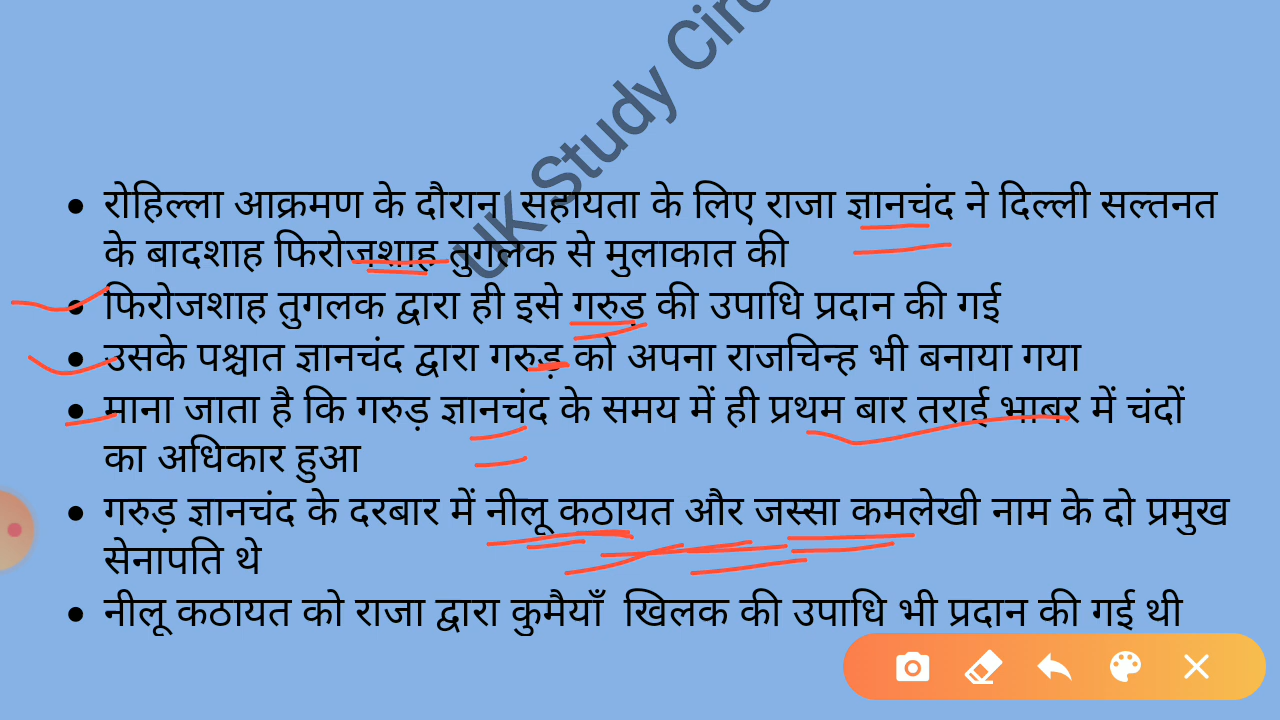 UK Study Circ
• रोहिल्ला आक्रमण के दौरान सहायता के लिए राजा ज्ञानचंद ने दिल्ली सल्तनत
के बादशाह फिरोजशाह तुगलक से मुलाकात की
• फिरोजशाह तुगलक द्वारा ही इसे गरुड़ की उपाधि प्रदान की गई
• उसके पश्चात ज्ञानचंद द्वारा गरुड़ को अपना राजचिन्ह भी बनाया गया
• माना जाता है कि गरुड़ ज्ञानचंद के समय में ही प्रथम बार तराई भाबर में चंदों
का अधिकार हुआ
• गरुड़ ज्ञानचंद के दरबार में नीलू कठायत और जस्सा कमलेखी नाम के दो प्रमुख
सेनापति थे
• नीलू कठायत को राजा द्वारा कुमैयाँ खिलक की उपाधि भी प्रदान की गई थी